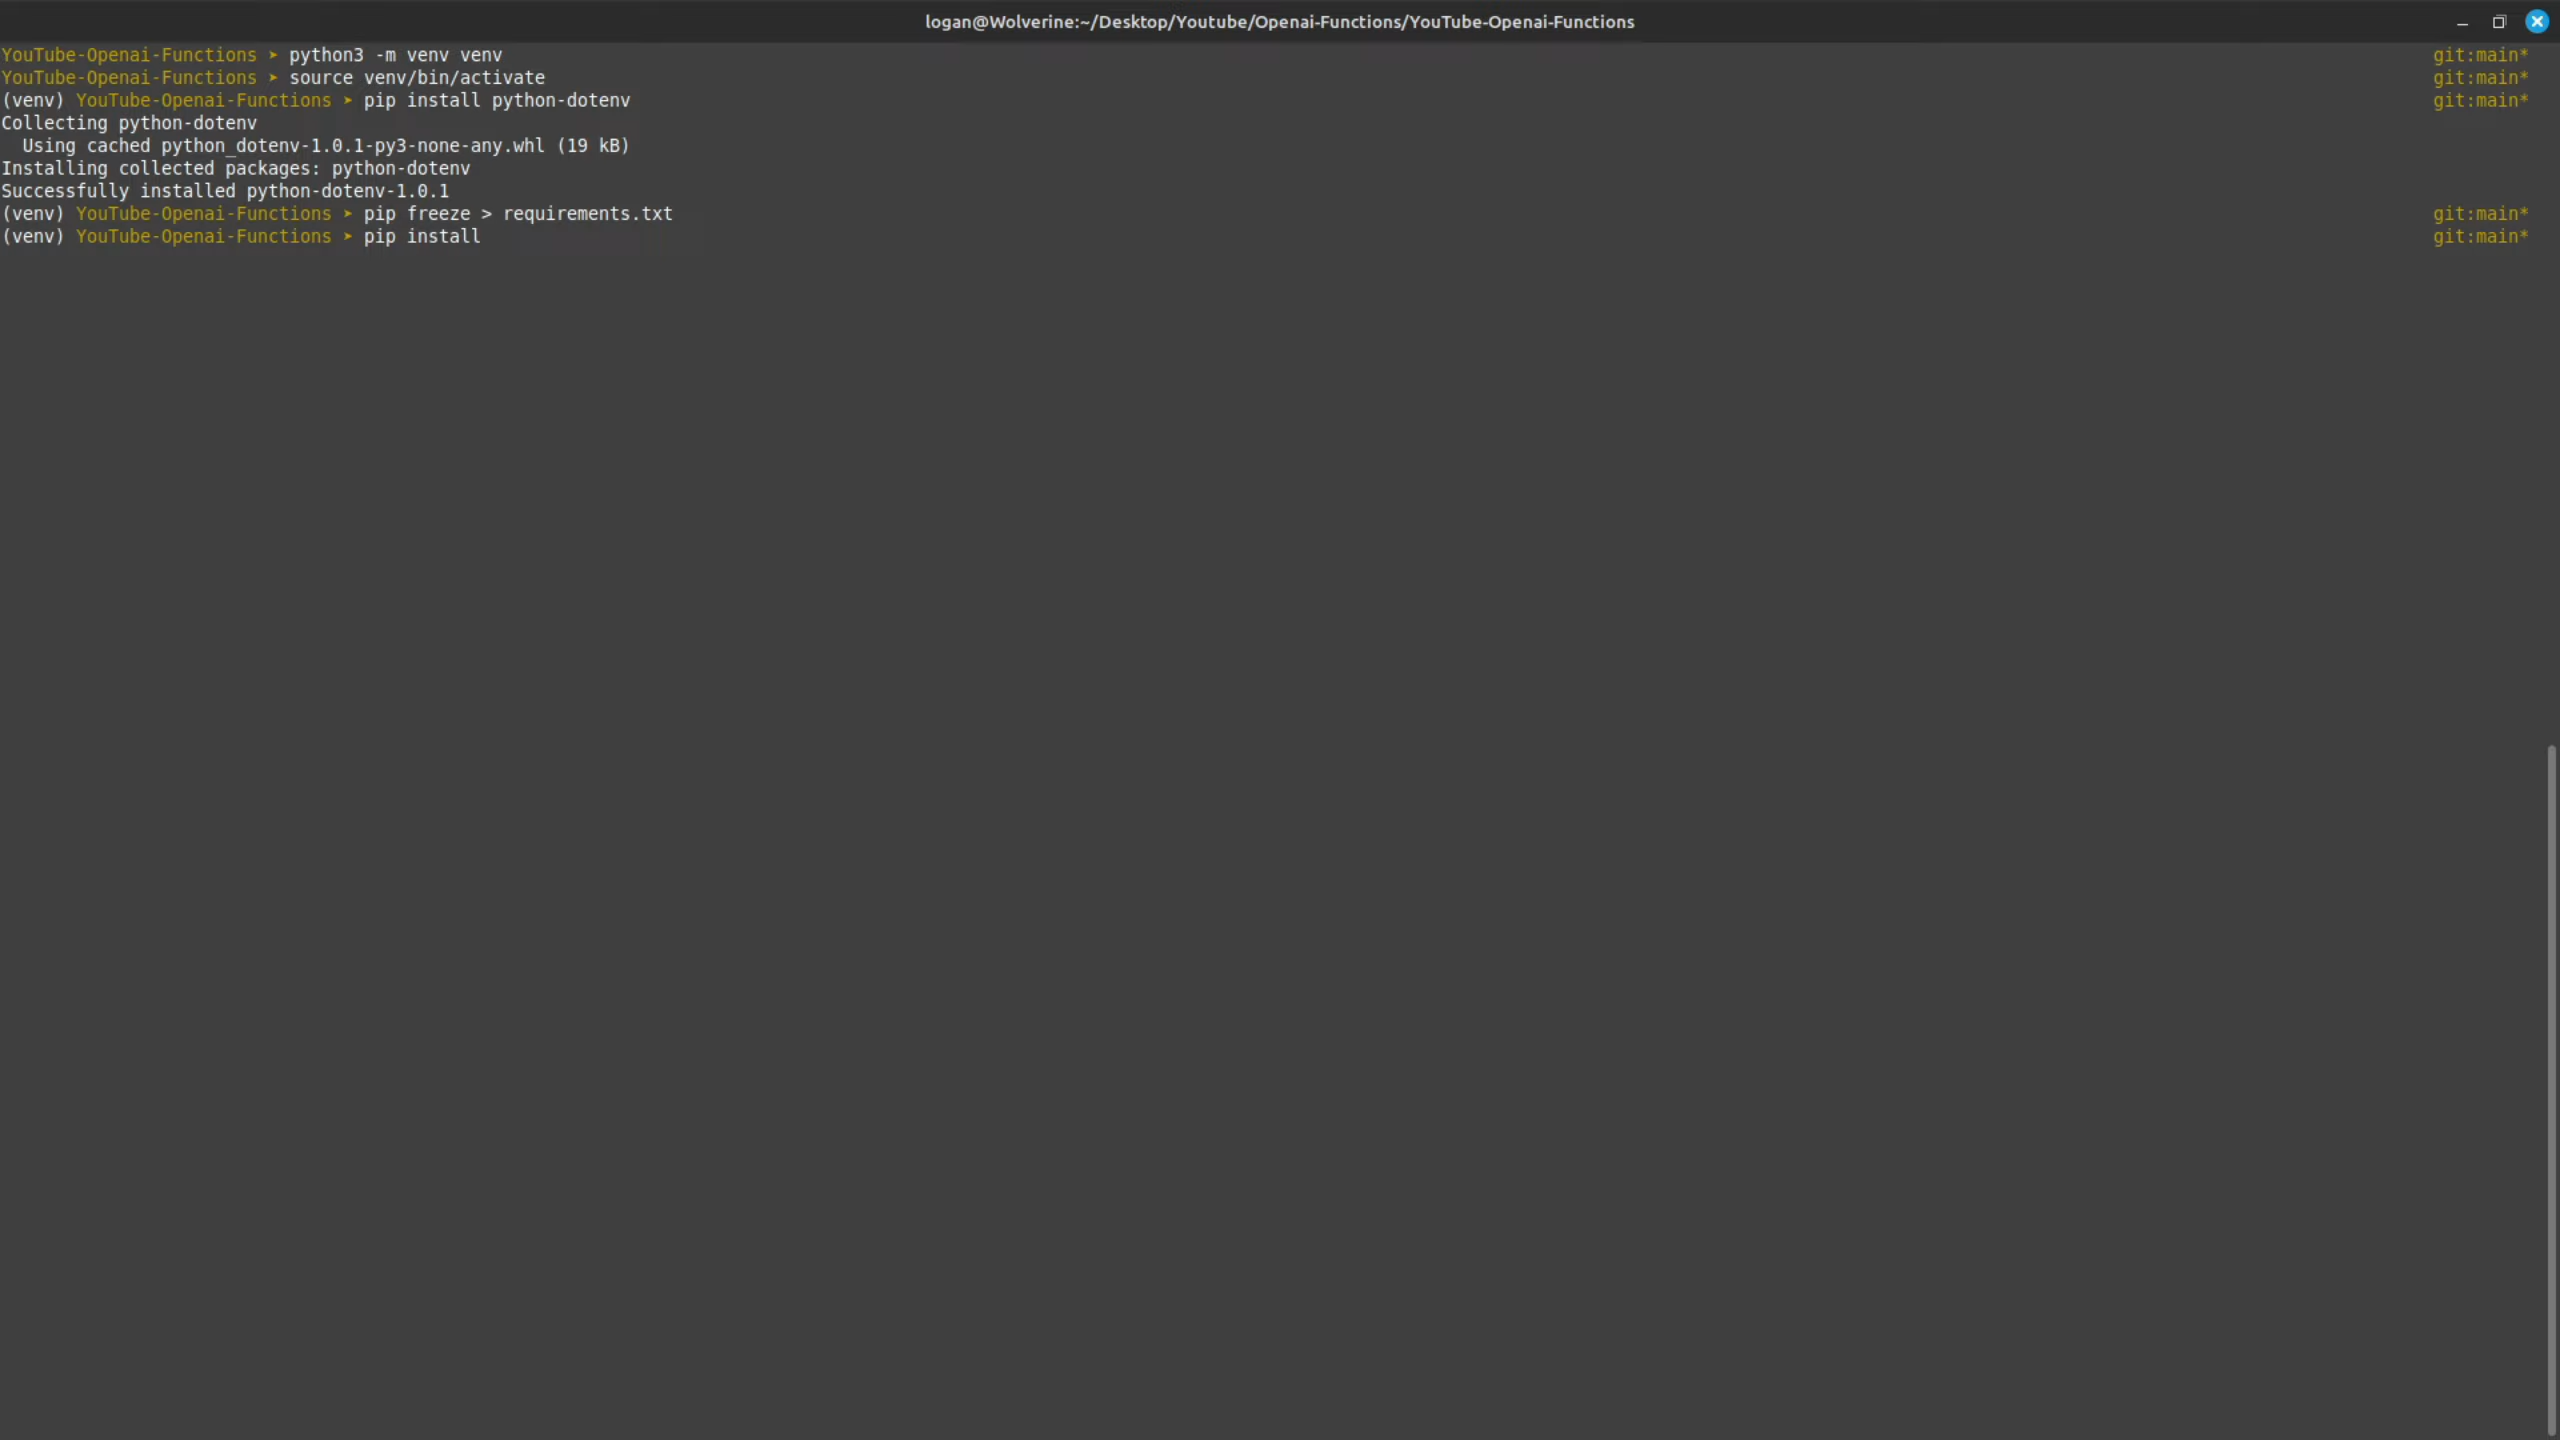 logan@Wolverine:~/Desktop/Youtube/Openai-Functions/YouTube-Openai-Functions
YouTube-Openai-Functions ➤ python3 -m venv venv git:main*
YouTube-Openai-Functions ➤ source venv/bin/activate git:main*
(venv) YouTube-Openai-Functions ➤ pip install python-dotenv git:main*
Collecting python-dotenv
  Using cached python_dotenv-1.0.1-py3-none-any.whl (19 kB)
Installing collected packages: python-dotenv
Successfully installed python-dotenv-1.0.1
(venv) YouTube-Openai-Functions ➤ pip freeze > requirements.txt git:main*
(venv) YouTube-Openai-Functions ➤ pip install git:main*